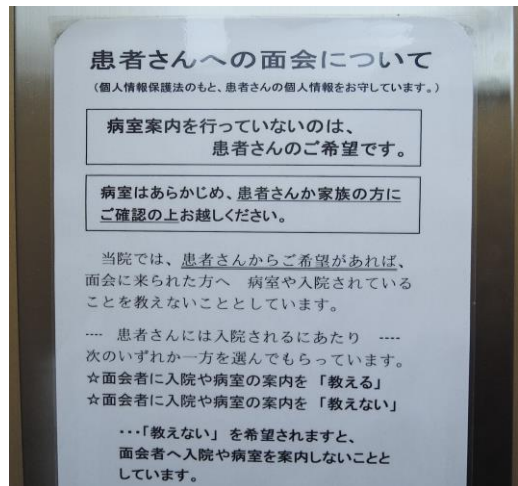 患者さんへの面会について
（個人情報保護法のもと、患者さんの個人情報をお守しています。）
病室案内を行っていないのは、
患者さんのご希望です。
病室はあらかじめ、患者さんか家族の方に
ご確認の上お越しください。
当院では、患者さんからご希望があれば、
面会に来られた方へ　病室や入院されている
ことを教えないこととしています。
----　患者さんには入院されるにあたり　----
次のいずれか一方を選んでもらっています。
☆面会者に入院や病室の案内を「教える」
☆面会者に入院や病室の案内を「教えない」
・・・「教えない」を希望されますと、
面会者へ入院や病室を案内しないことと
しています。